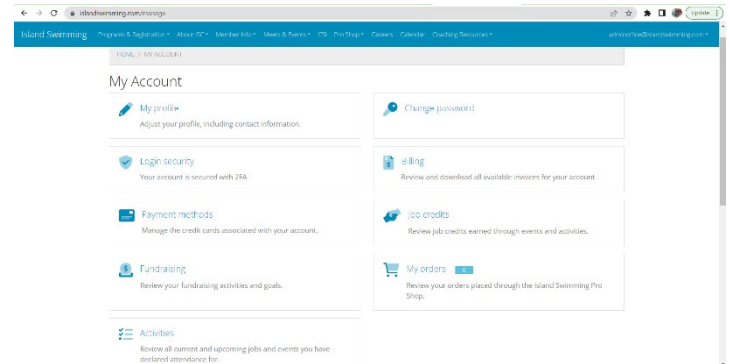 islandswimming.com/manage
Update
Island Swimming Programs & Registration About ISC Member Info Meets & Events CSI Pro Shop Careers Calendar Coaching Resources adminoffice@islandswimming.com
HOME / MY ACCOUNT
My Account
My profile
Adjust your profile, including contact information.
Change password
Login security
Your account is secured with 2FA
Billing
Review and download all available invoices for your account.
Payment methods
Manage the credit cards associated with your account.
Job credits
Review job credits earned through events and activities.
Fundraising
Review your fundraising activities and goals.
My orders
Review your orders placed through the Island Swimming Pro
Shop.
Activities
Review all current and upcoming jobs and events you have
declared attendance for.